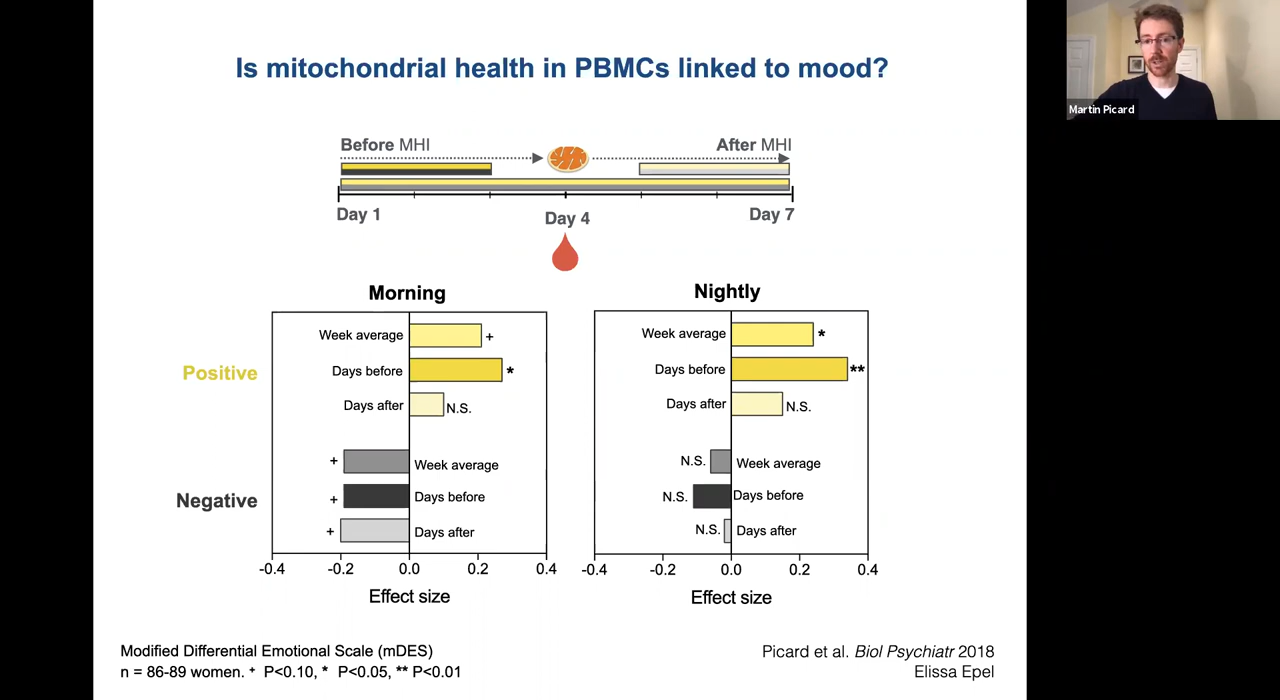 Is mitochondrial health in PBMCs linked to mood?
Martin Picard
Before MHI
After MHI
Day 1
Day 4
Day 7
Morning
Nightly
Positive
Negative
Week average +
Days before *
Days after N.S.
+ Week average
+ Days before
+ Days after
-0.4 -0.2 0.0 0.2 0.4
Effect size
Week average *
Days before **
Days after N.S.
N.S. Week average
N.S. Days before
N.S. Days after
-0.4 -0.2 0.0 0.2 0.4
Effect size
Modified Differential Emotional Scale (mDES)
n = 86-89 women. + P<0.10, * P<0.05, ** P<0.01
Picard et al. Biol Psychiatr 2018
Elissa Epel